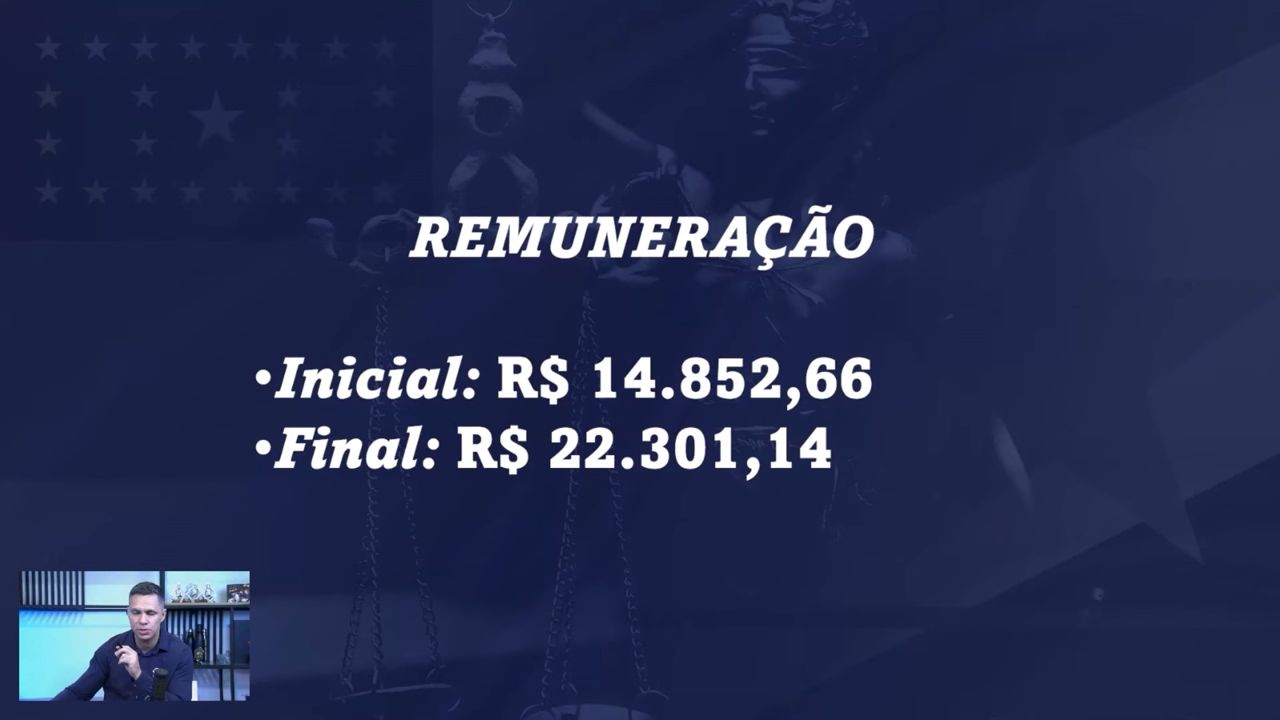 REMUNERAÇÃO
•Inicial: R$ 14.852,66
•Final: R$ 22.301,14